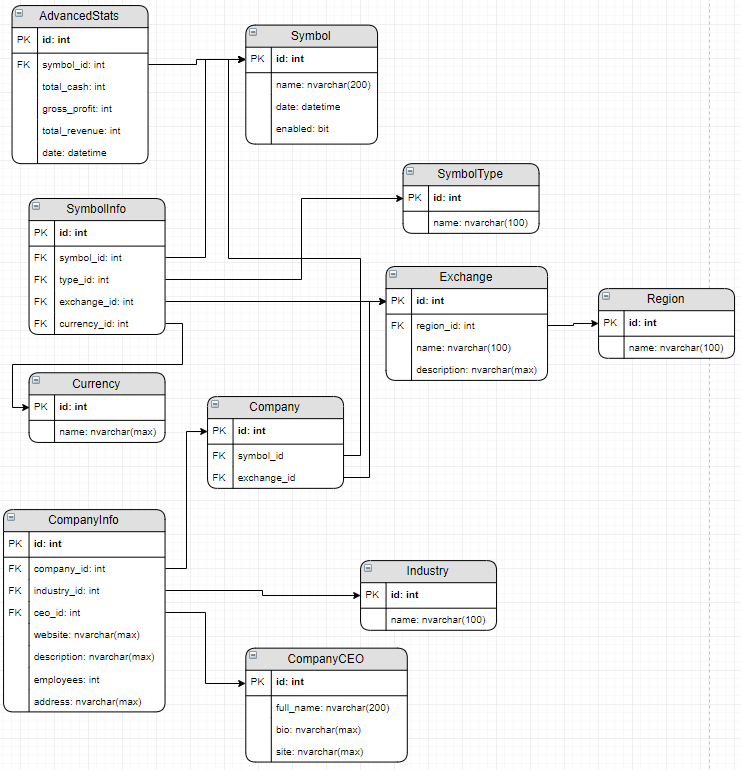 AdvancedStats
PK id: int
FK symbol_id: int
total_cash: int
gross_profit: int
total_revenue: int
date: datetime
Symbol
PK id: int
name: nvarchar(200)
date: datetime
enabled: bit
SymbolType
PK id: int
name: nvarchar(100)
SymbolInfo
PK id: int
FK symbol_id: int
FK type_id: int
FK exchange_id: int
FK currency_id: int
Exchange
PK id: int
FK region_id: int
name: nvarchar(100)
description: nvarchar(max)
Region
PK id: int
name: nvarchar(100)
Currency
PK id: int
name: nvarchar(max)
Company
PK id: int
FK symbol_id
FK exchange_id
CompanyInfo
PK id: int
FK company_id: int
FK industry_id: int
FK ceo_id: int
website: nvarchar(max)
description: nvarchar(max)
employees: int
address: nvarchar(max)
Industry
PK id: int
name: nvarchar(100)
CompanyCEO
PK id: int
full_name: nvarchar(200)
bio: nvarchar(max)
site: nvarchar(max)